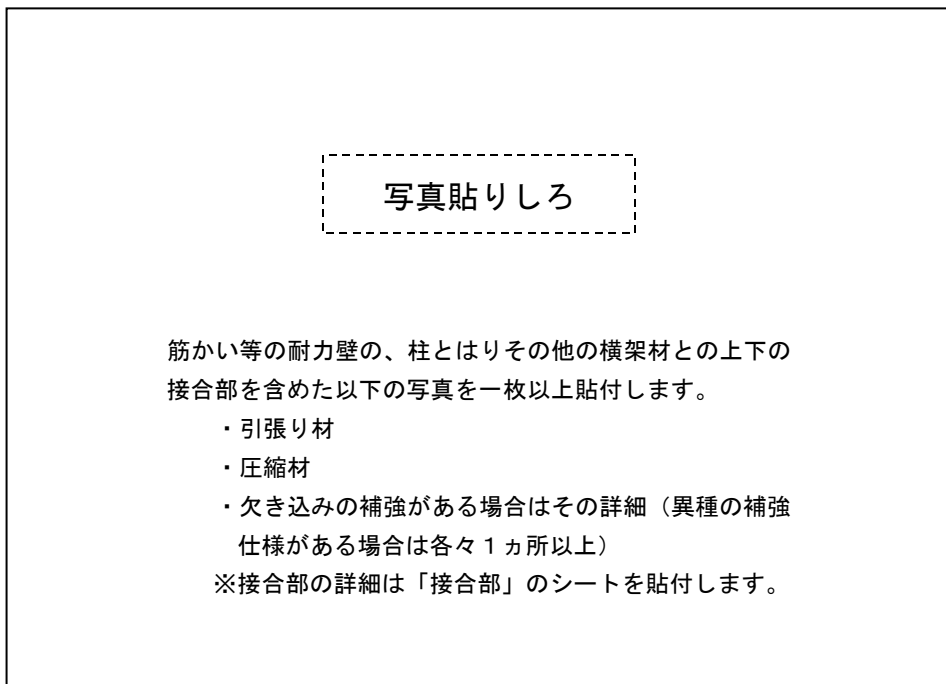 写真貼りしろ
筋かい等の耐力壁の、柱とはりその他の横架材との上下の
接合部を含めた以下の写真を一枚以上貼付します。
・引張り材
・圧縮材
・欠き込みの補強がある場合はその詳細（異種の補強
仕様がある場合は各々１ヵ所以上）
※接合部の詳細は「接合部」のシートを貼付します。